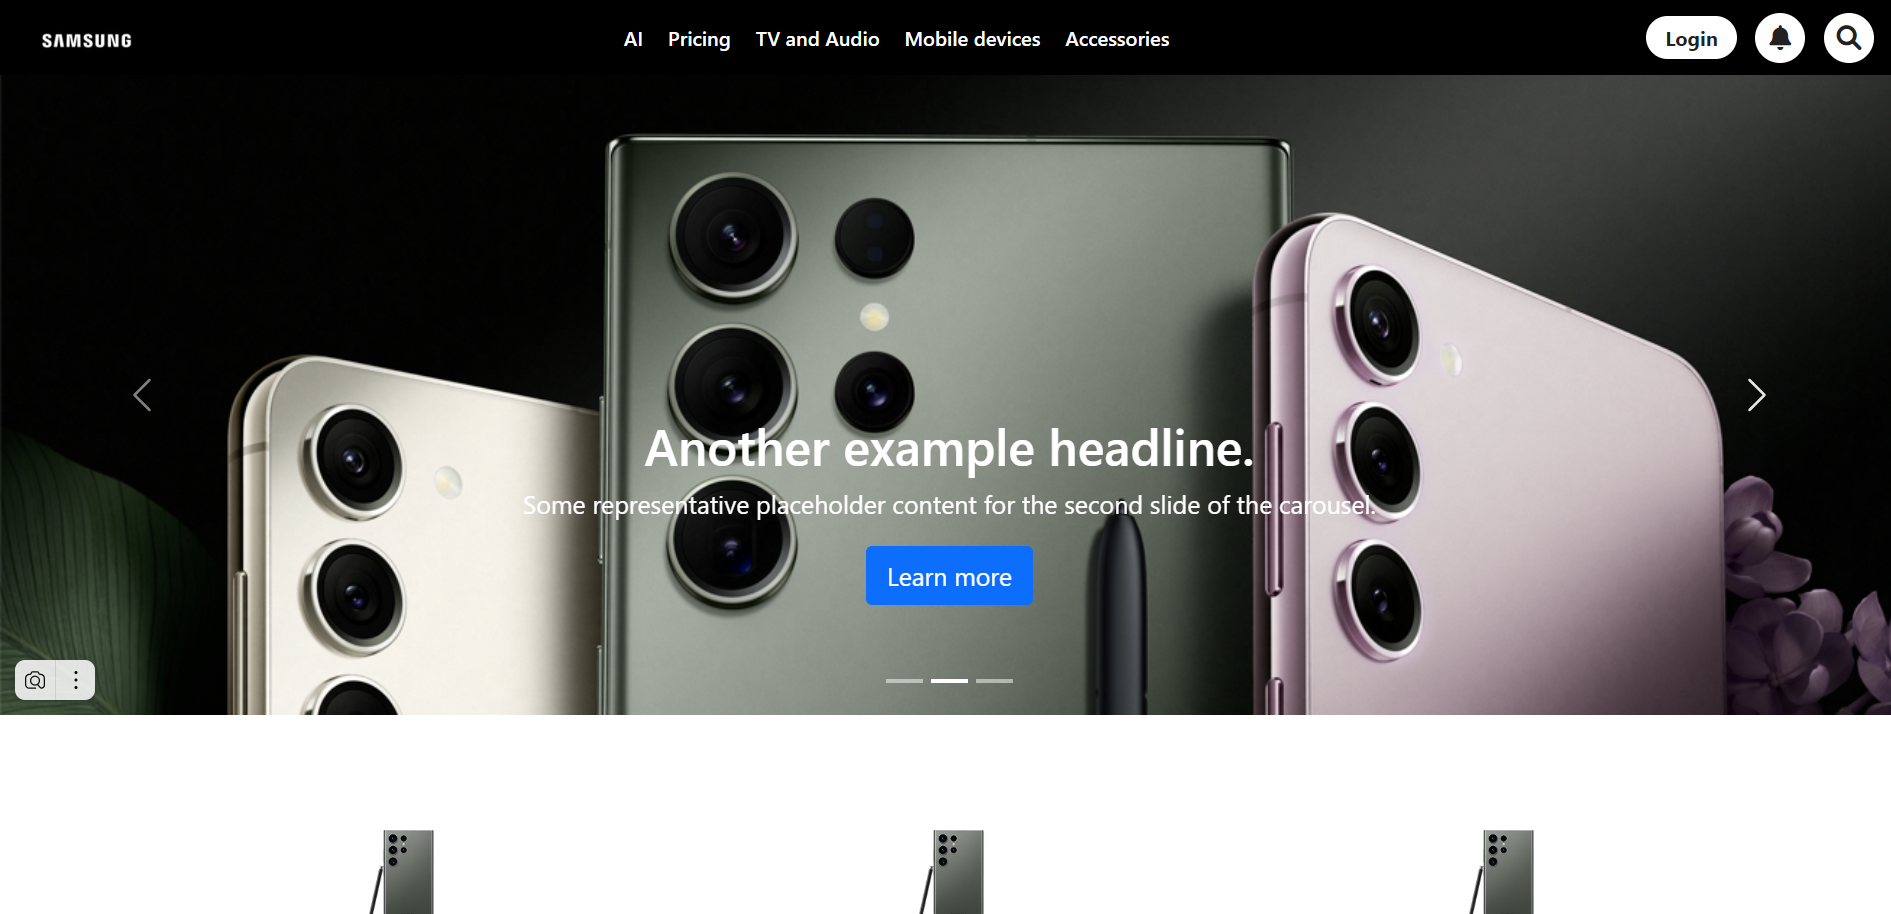 SAMSUNG
AI Pricing TV and Audio Mobile devices Accessories
Login
Another example headline.
Some representative placeholder content for the second slide of the carousel.
Learn more